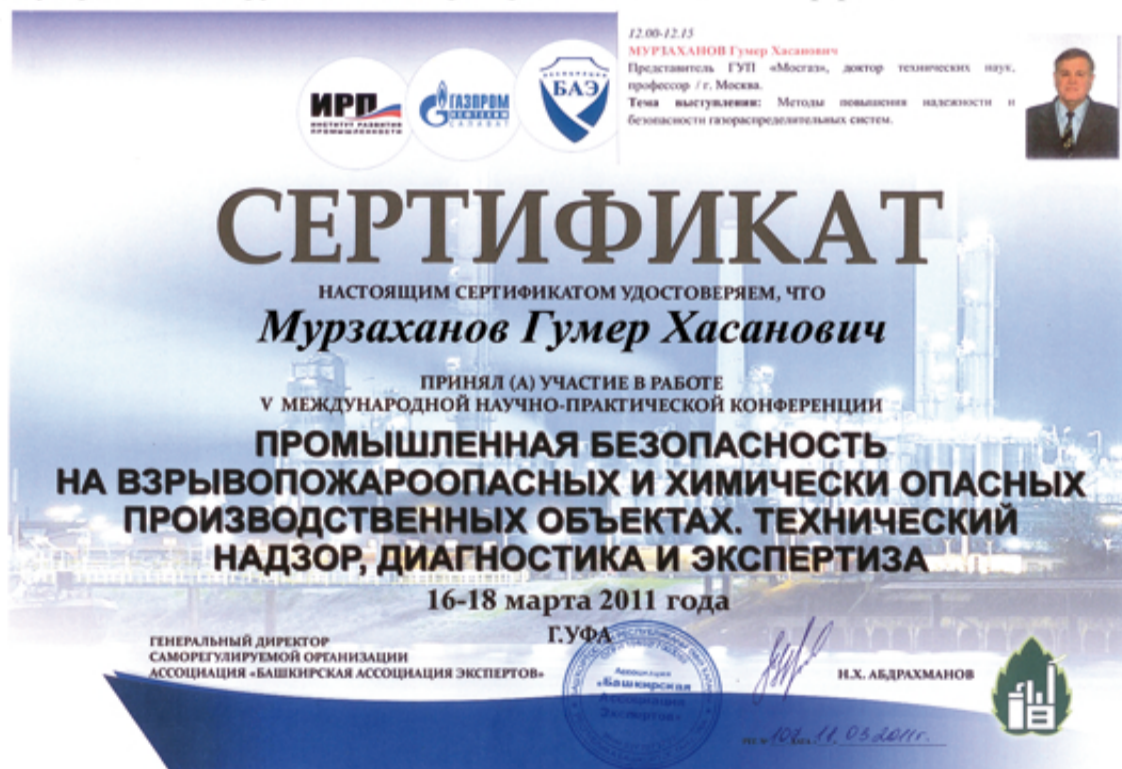 12.00-12.15
МУРЗАХАНОВ Гумер Хасанович
Представитель ГУП «Мосгаз», доктор технических наук,
профессор / г. Москва.
Тема выступления: Методы повышения надежности и
безопасности газораспределительных систем.
ИРП
ИНСТИТУТ РАЗВИТИЯ
ПРОМЫШЛЕННОСТИ
ГАЗПРОМ
НЕФТЕХИМ
САЛАВАТ
АССОЦИАЦИЯ
БАЭ
СЕРТИФИКАТ
НАСТОЯЩИМ СЕРТИФИКАТОМ УДОСТОВЕРЯЕМ, ЧТО
Мурзаханов Гумер Хасанович
ПРИНЯЛ (А) УЧАСТИЕ В РАБОТЕ
V МЕЖДУНАРОДНОЙ НАУЧНО-ПРАКТИЧЕСКОЙ КОНФЕРЕНЦИИ
ПРОМЫШЛЕННАЯ БЕЗОПАСНОСТЬ
НА ВЗРЫВОПОЖАРООПАСНЫХ И ХИМИЧЕСКИ ОПАСНЫХ
ПРОИЗВОДСТВЕННЫХ ОБЪЕКТАХ. ТЕХНИЧЕСКИЙ
НАДЗОР, ДИАГНОСТИКА И ЭКСПЕРТИЗА
16-18 марта 2011 года
Г.УФА
ГЕНЕРАЛЬНЫЙ ДИРЕКТОР
САМОРЕГУЛИРУЕМОЙ ОРГАНИЗАЦИИ
АССОЦИАЦИЯ «БАШКИРСКАЯ АССОЦИАЦИЯ ЭКСПЕРТОВ»
Ассоциация
«Башкирская
Ассоциация
Экспертов»
Н.Х. АБДРАХМАНОВ
107 11.03.2011г.